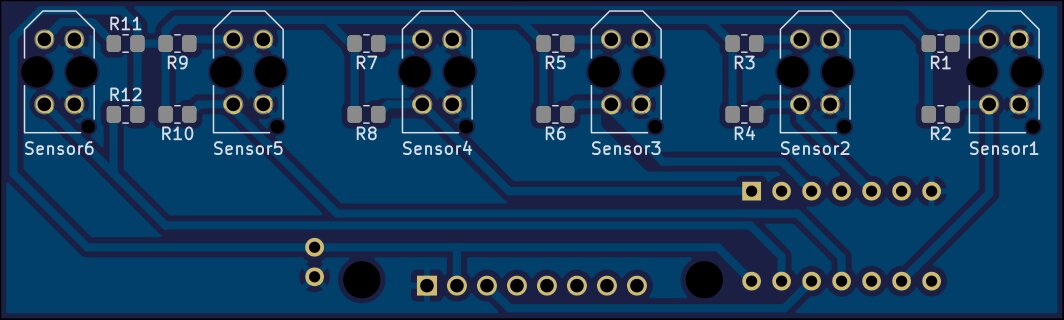 R11
R9
R7
R5
R3
R1
R12
R10
R8
R6
R4
R2
Sensor6
Sensor5
Sensor4
Sensor3
Sensor2
Sensor1